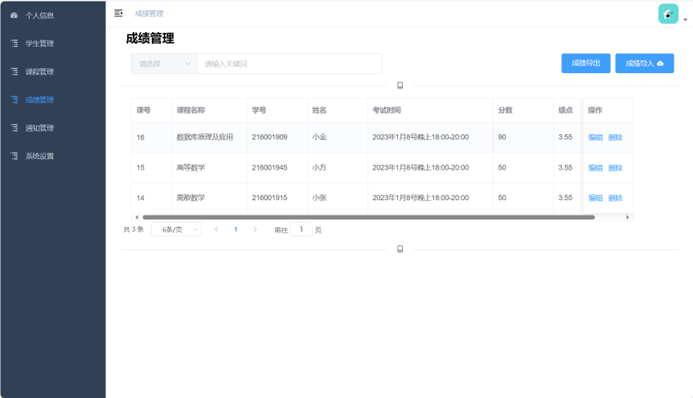 个人信息
学生管理
课程管理
成绩管理
通知管理
系统设置
成绩管理
成绩管理
请选择 请输入关键词 成绩导出 成绩导入
课号 课程名称 学号 姓名 考试时间 分数 绩点 操作
16 数据库原理及应用 216001909 小金 2023年1月8号晚上18:00-20:00 90 3.55 编辑 删除
15 高等数学 216001945 小方 2023年1月8号晚上18:00-20:00 50 3.55 编辑 删除
14 离散数学 216001915 小张 2023年1月8号晚上18:00-20:00 50 3.55 编辑 删除
共 3 条 6条/页 1 前往 1 页